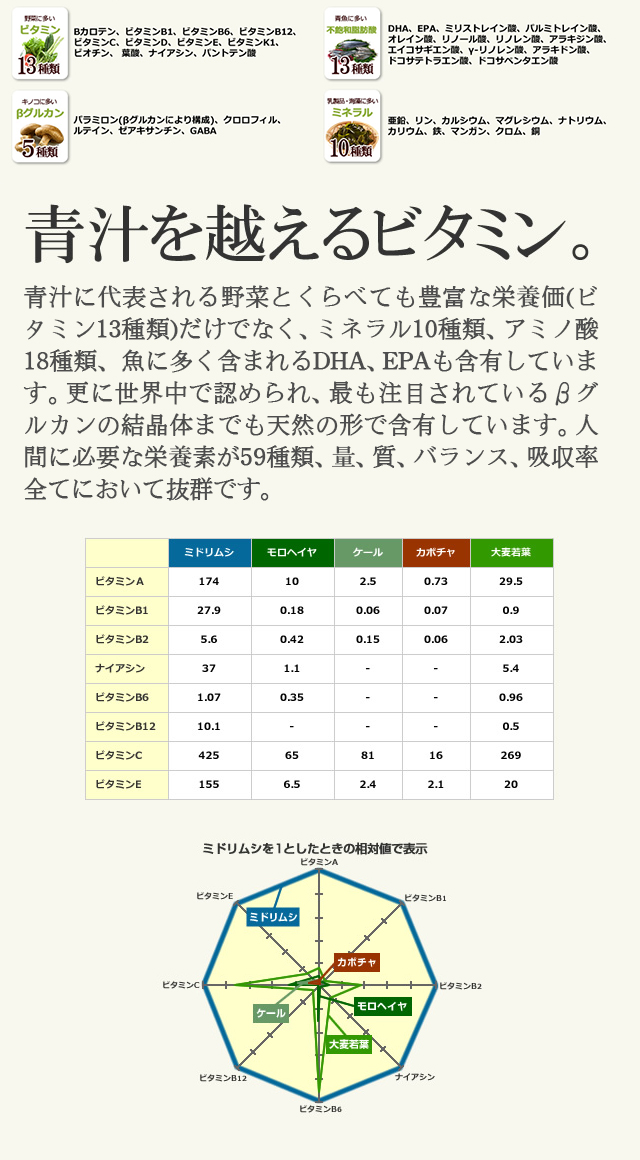 野菜に多い
ビタミン
13種類
Bカロテン、ビタミンB1、ビタミンB6、ビタミンB12、
ビタミンC、ビタミンD、ビタミンE、ビタミンK1、
ビオチン、葉酸、ナイアシン、パントテン酸
青魚に多い
不飽和脂肪酸
13種類
DHA、EPA、ミリストレイン酸、パルミトレイン酸、
オレイン酸、リノール酸、リノレン酸、アラキジン酸、
エイコサギエン酸、γ-リノレン酸、アラキドン酸、
ドコサテトラエン酸、ドコサペンタエン酸
キノコに多い
βグルカン
5種類
パラミロン(βグルカンにより構成)、クロロフィル、
ルテイン、ゼアキサンチン、GABA
乳製品・海藻に多い
ミネラル
10種類
亜鉛、リン、カルシウム、マグレシウム、ナトリウム、
カリウム、鉄、マンガン、クロム、銅
青汁を越えるビタミン。
青汁に代表される野菜とくらべても豊富な栄養価(ビ
タミン13種類)だけでなく、ミネラル10種類、アミノ酸
18種類、魚に多く含まれるDHA、EPAも含有していま
す。更に世界中で認められ、最も注目されているβグ
ルカンの結晶体までも天然の形で含有しています。人
間に必要な栄養素が59種類、量、質、バランス、吸収率
全てにおいて抜群です。
ミドリムシ モロヘイヤ ケール カボチャ 大麦若葉
ビタミンA 174 10 2.5 0.73 29.5
ビタミンB1 27.9 0.18 0.06 0.07 0.9
ビタミンB2 5.6 0.42 0.15 0.06 2.03
ナイアシン 37 1.1 - - 5.4
ビタミンB6 1.07 0.35 - - 0.96
ビタミンB12 10.1 - - - 0.5
ビタミンC 425 65 81 16 269
ビタミンE 155 6.5 2.4 2.1 20
ミドリムシを1としたときの相対値で表示
ビタミンA
ビタミンE
ビタミンB1
ミドリムシ
カボチャ
ビタミンC
ビタミンB2
ケール
モロヘイヤ
大麦若葉
ビタミンB12
ナイアシン
ビタミンB6